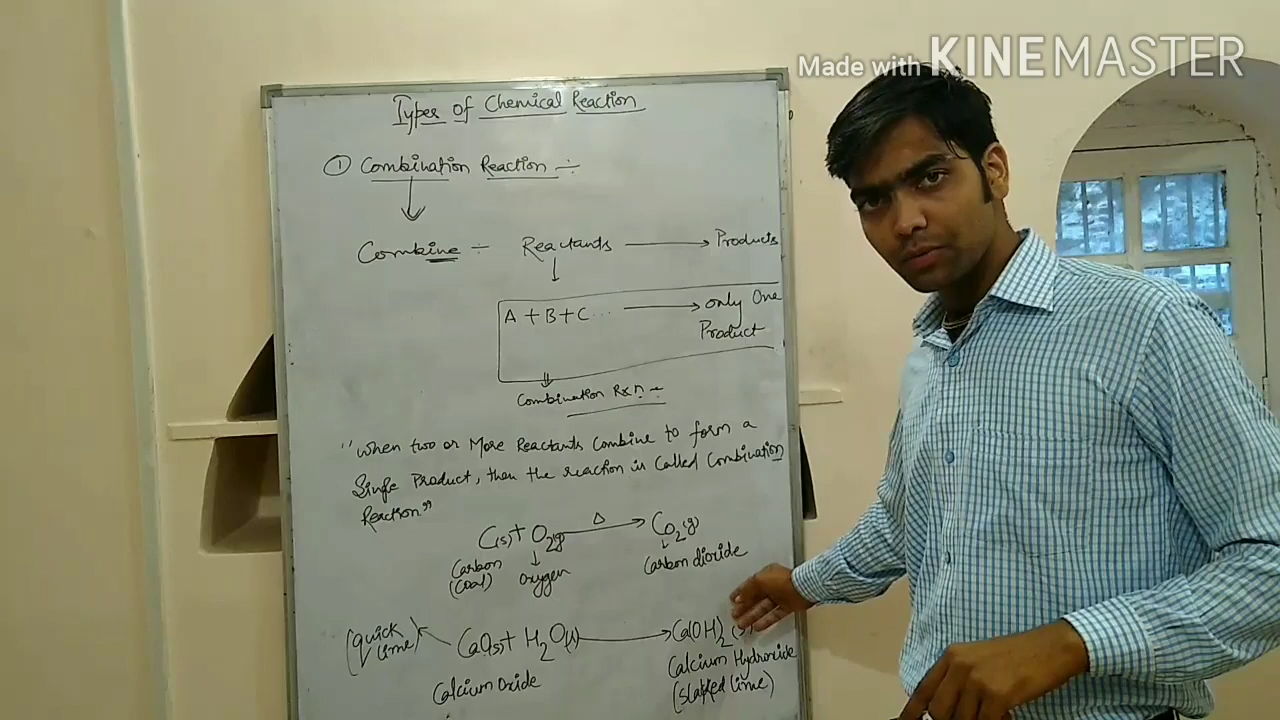 Made with KINEMASTER
Types of Chemical Reaction
① Combination Reaction ÷
Combine ÷ Reactants → Products
A + B + C ... → only One
Product
Combination Rxn ÷
"When two or More Reactants Combine to form a
Single Product, then the reaction is Called Combination
Reaction"
C(s) + O2(g) Δ → CO2(g)
Carbon
(Coal) Oxygen Carbon dioxide
(quick
lime) CaO(s) + H2O(l) → Ca(OH)2 (s)
Calcium Oxide Calcium Hydroxide
(Slaked lime)